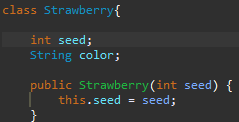 class Strawberry{
int seed;
String color;
public Strawberry(int seed) {
this.seed = seed;
}